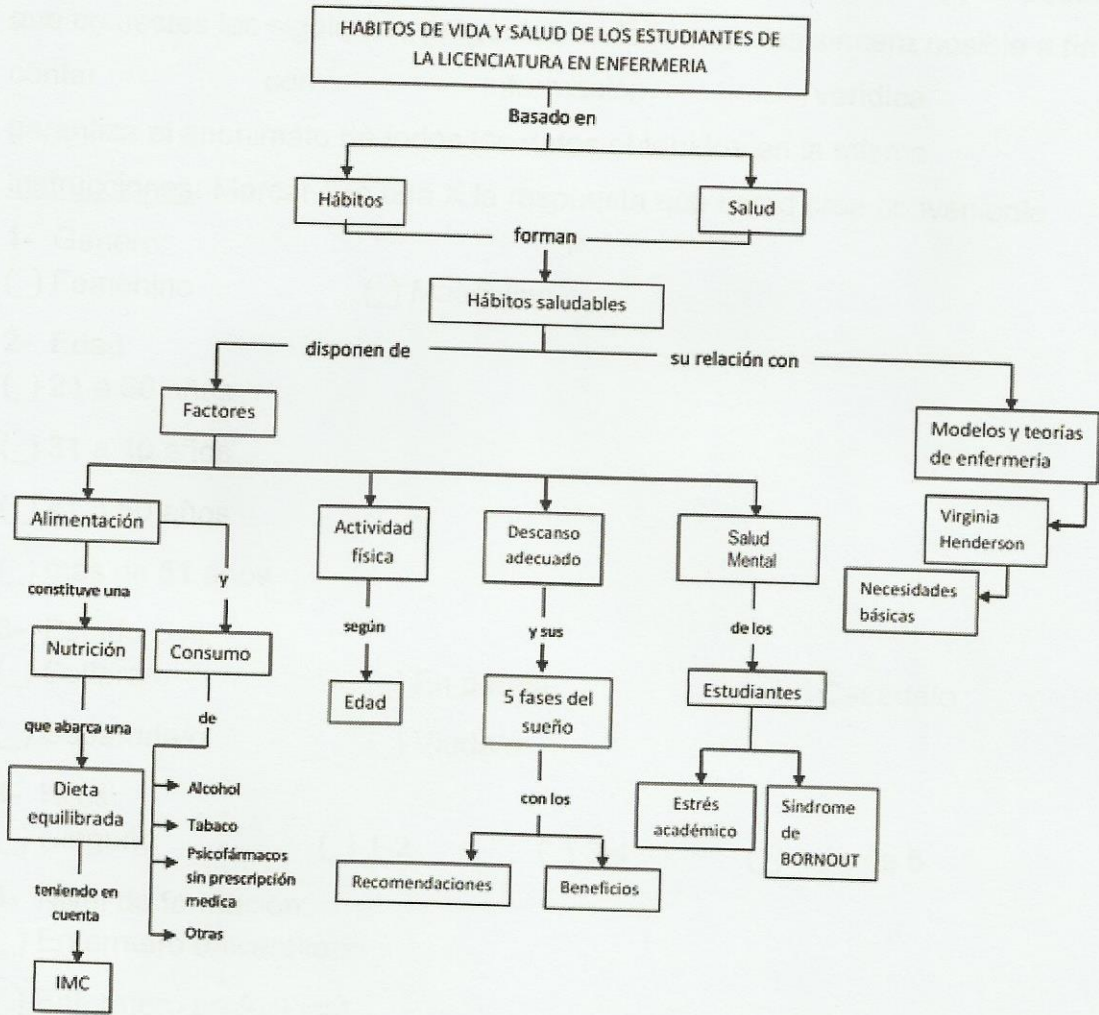 HABITOS DE VIDA Y SALUD DE LOS ESTUDIANTES DE
LA LICENCIATURA EN ENFERMERIA
Basado en
Hábitos
Salud
forman
Hábitos saludables
disponen de
su relación con
Factores
Modelos y teorías
de enfermería
Alimentación
Actividad
física
Descanso
adecuado
Salud
Mental
Virginia
Henderson
Necesidades
básicas
constituye una
y
según
y sus
de los
Nutrición
Consumo
Edad
5 fases del
sueño
Estudiantes
que abarca una
de
Dieta
equilibrada
Alcohol
Tabaco
Psicofármacos
sin prescripción
medica
Otras
con los
Recomendaciones
Beneficios
Estrés
académico
Síndrome
de
BORNOUT
teniendo en
cuenta
IMC